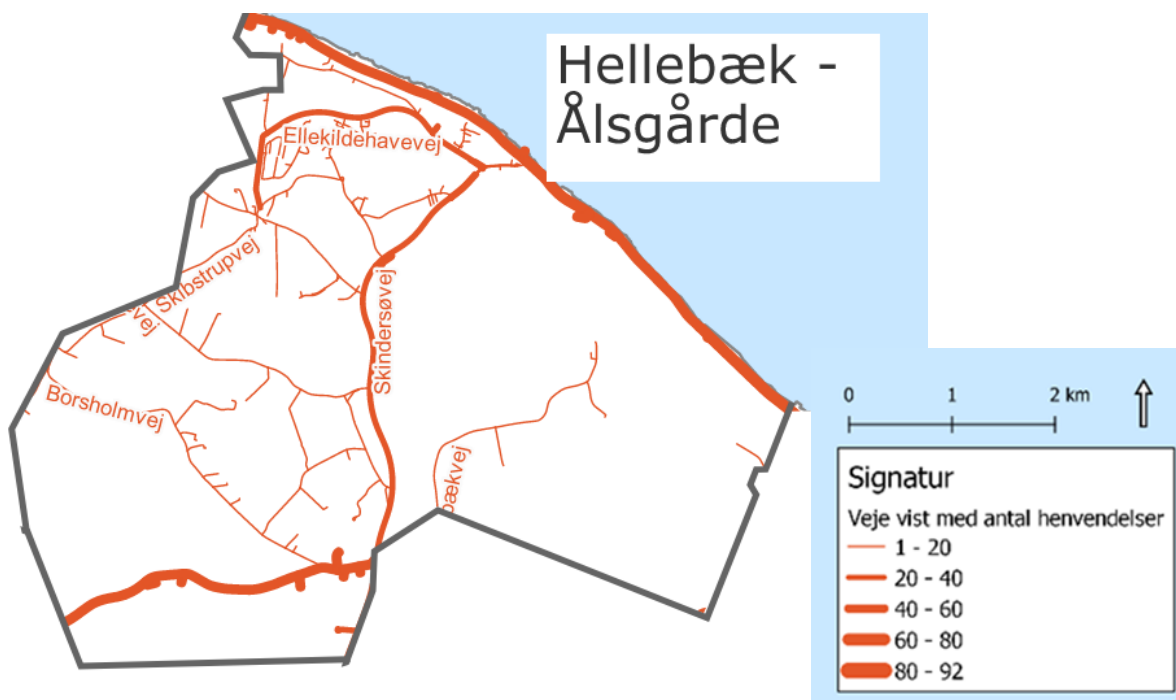 Hellebæk -
Ålsgårde
Ellekildehavevej
Skibstrupvej
vej
Skindersøvej
Borsholmvej
bækvej
0 1 2 km
Signatur
Veje vist med antal henvendelser
1 - 20
20 - 40
40 - 60
60 - 80
80 - 92